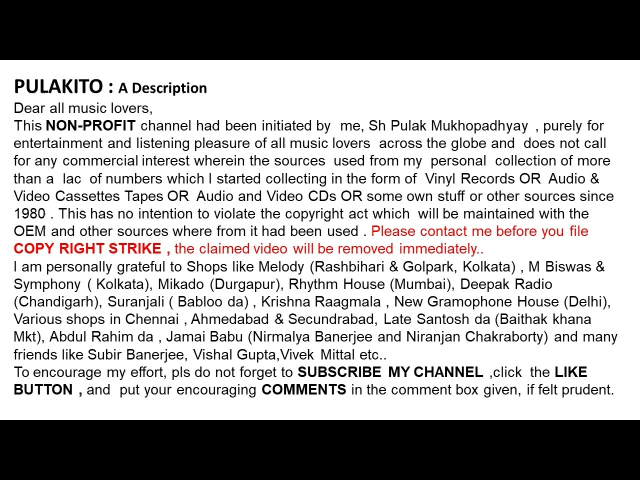 PULAKITO : A Description
Dear all music lovers,
This NON-PROFIT channel had been initiated by me, Sh Pulak Mukhopadhyay , purely for
entertainment and listening pleasure of all music lovers across the globe and does not call
for any commercial interest wherein the sources used from my personal collection of more
than a lac of numbers which I started collecting in the form of Vinyl Records OR Audio &
Video Cassettes Tapes OR Audio and Video CDs OR some own stuff or other sources since
1980 . This has no intention to violate the copyright act which will be maintained with the
OEM and other sources where from it had been used . Please contact me before you file
COPY RIGHT STRIKE , the claimed video will be removed immediately..
I am personally grateful to Shops like Melody (Rashbihari & Golpark, Kolkata) , M Biswas &
Symphony ( Kolkata), Mikado (Durgapur), Rhythm House (Mumbai), Deepak Radio
(Chandigarh), Suranjali ( Babloo da) , Krishna Raagmala , New Gramophone House (Delhi),
Various shops in Chennai , Ahmedabad & Secundrabad, Late Santosh da (Baithak khana
Mkt), Abdul Rahim da , Jamai Babu (Nirmalya Banerjee and Niranjan Chakraborty) and many
friends like Subir Banerjee, Vishal Gupta,Vivek Mittal etc..
To encourage my effort, pls do not forget to SUBSCRIBE MY CHANNEL ,click the LIKE
BUTTON , and put your encouraging COMMENTS in the comment box given, if felt prudent.